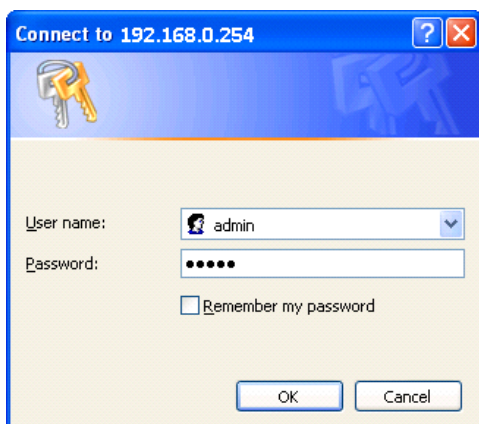 Connect to 192.168.0.254
User name:
admin
Password:
•••••
Remember my password
OK
Cancel